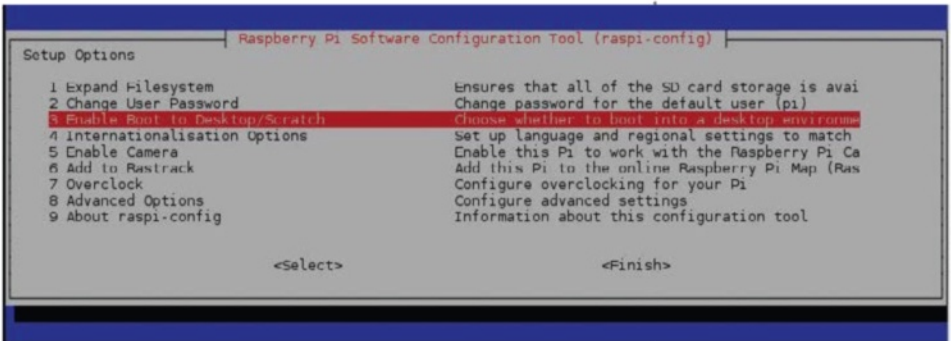 Raspberry Pi Software Configuration Tool (raspi-config)
Setup Options
1 Expand Filesystem Ensures that all of the SD card storage is avai
2 Change User Password Change password for the default user (pi)
3 Enable Boot to Desktop/Scratch Choose whether to boot into a desktop environme
4 Internationalisation Options Set up language and regional settings to match
5 Enable Camera Enable this Pi to work with the Raspberry Pi Ca
6 Add to Rastrack Add this Pi to the online Raspberry Pi Map (Ras
7 Overclock Configure overclocking for your Pi
8 Advanced Options Configure advanced settings
9 About raspi-config Information about this configuration tool
<Select> <Finish>